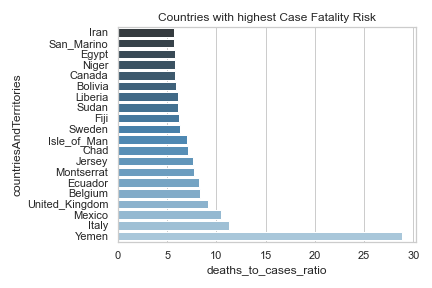 Countries with highest Case Fatality Risk
countriesAndTerritories
Iran
San_Marino
Egypt
Niger
Canada
Bolivia
Liberia
Sudan
Fiji
Sweden
Isle_of_Man
Chad
Jersey
Montserrat
Ecuador
Belgium
United_Kingdom
Mexico
Italy
Yemen
0 5 10 15 20 25 30
deaths_to_cases_ratio